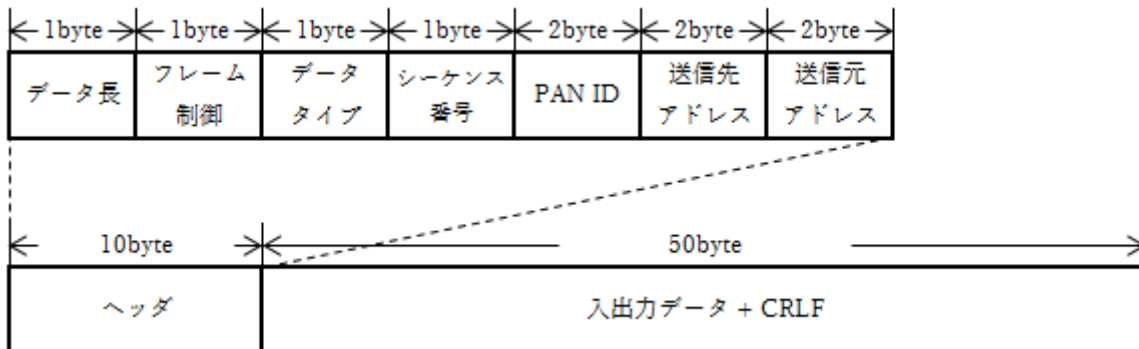 1byte 1byte 1byte 1byte 2byte 2byte 2byte
データ長 フレーム制御 データタイプ シーケンス番号 PAN ID 送信先アドレス 送信元アドレス
10byte 50byte
ヘッダ 入出力データ + CRLF